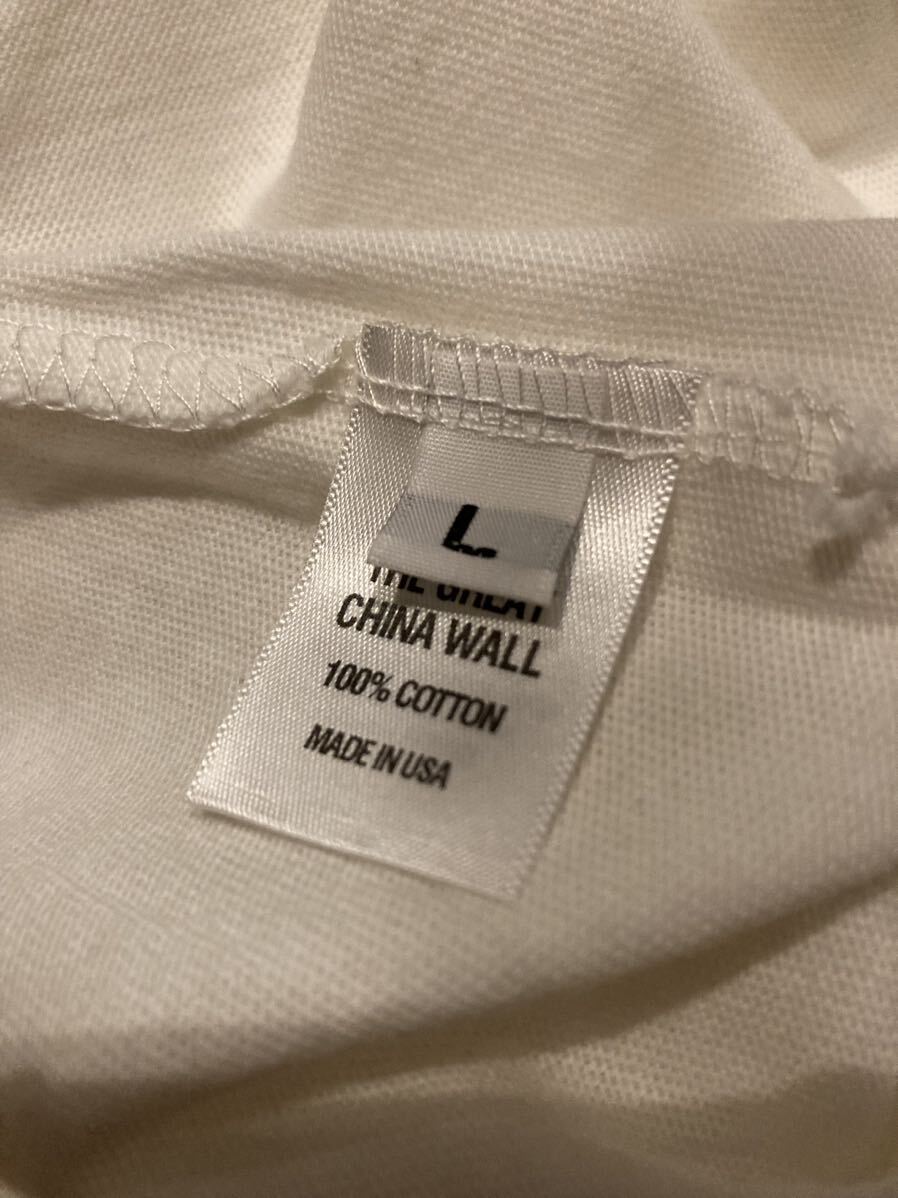 L
THE GREAT
CHINA WALL
100% COTTON
MADE IN USA